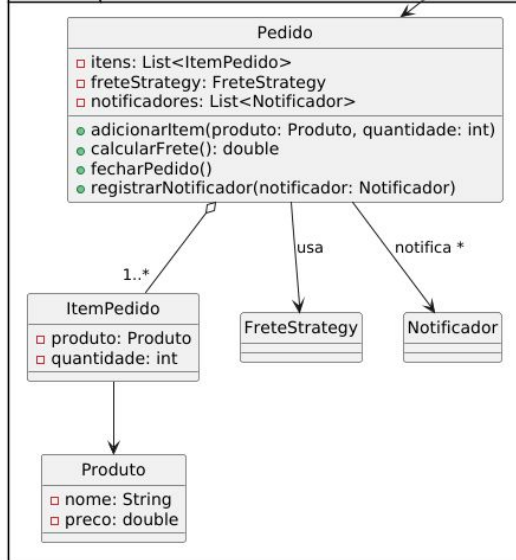 Pedido
itens: List<ItemPedido>
freteStrategy: FreteStrategy
notificadores: List<Notificador>
adicionarItem(produto: Produto, quantidade: int)
calcularFrete(): double
fecharPedido()
registrarNotificador(notificador: Notificador)
usa
notifica *
1..*
ItemPedido
produto: Produto
quantidade: int
FreteStrategy
Notificador
Produto
nome: String
preco: double